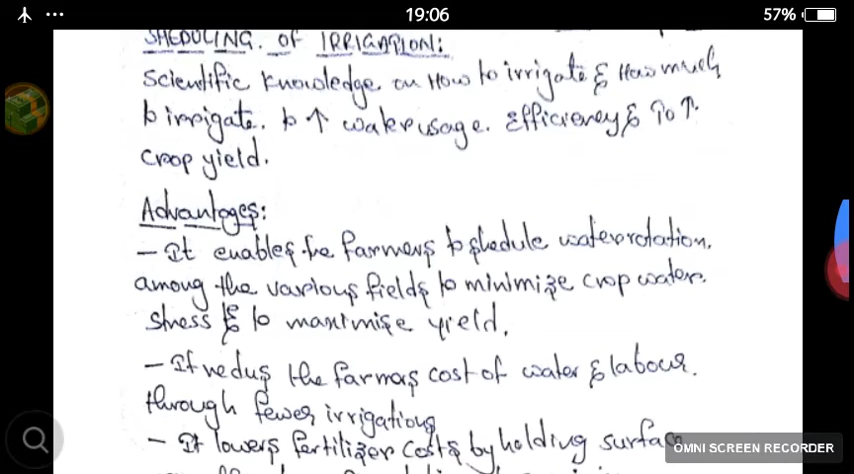 19:06
57%
SHEDULING. OF IRRIGATION:
Scientific knowledge on How to irrigate & How much
to irrigate. to ↑ water usage. Efficiency & To ↑
crop yield.
Advantages:
- It enables the farmers to shedule water rotation.
among the various fields to minimize crop water.
stress & to maximise yield.
- It redus the farmars cost of water & labour.
through fewer irrigations
- It lowers fertilizer costs by holding surface
OMNI SCREEN RECORDER